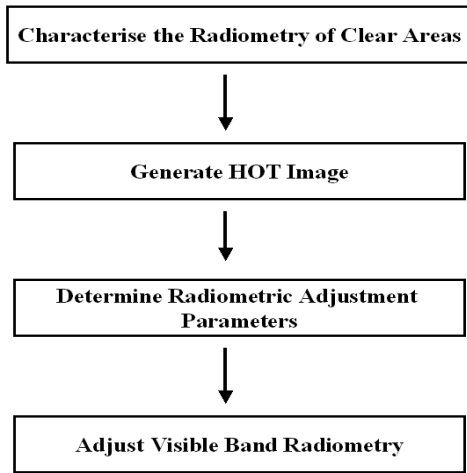 Characterise the Radiometry of Clear Areas
Generate HOT Image
Determine Radiometric Adjustment
Parameters
Adjust Visible Band Radiometry